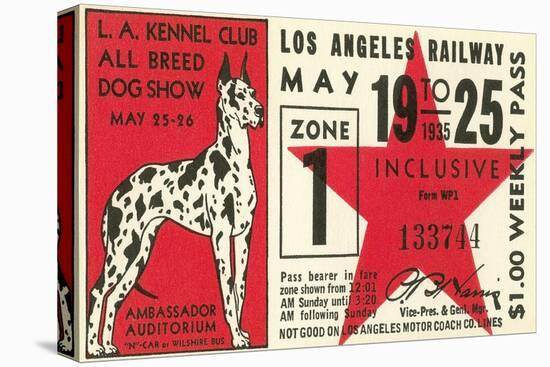 L. A. KENNEL CLUB
ALL BREED
DOG SHOW
MAY 25-26
AMBASSADOR
AUDITORIUM
"N"-CAR or WILSHIRE BUS
LOS ANGELES RAILWAY
MAY 19 TO 25
1935
INCLUSIVE
Form WP1
ZONE
1
133744
Pass bearer in fare
zone shown from 12:01
AM Sunday until 3:20
AM following Sunday
Vice-Pres. & Genl. Mgr.
NOT GOOD ON LOS ANGELES MOTOR COACH CO. LINES
$1.00 WEEKLY PASS